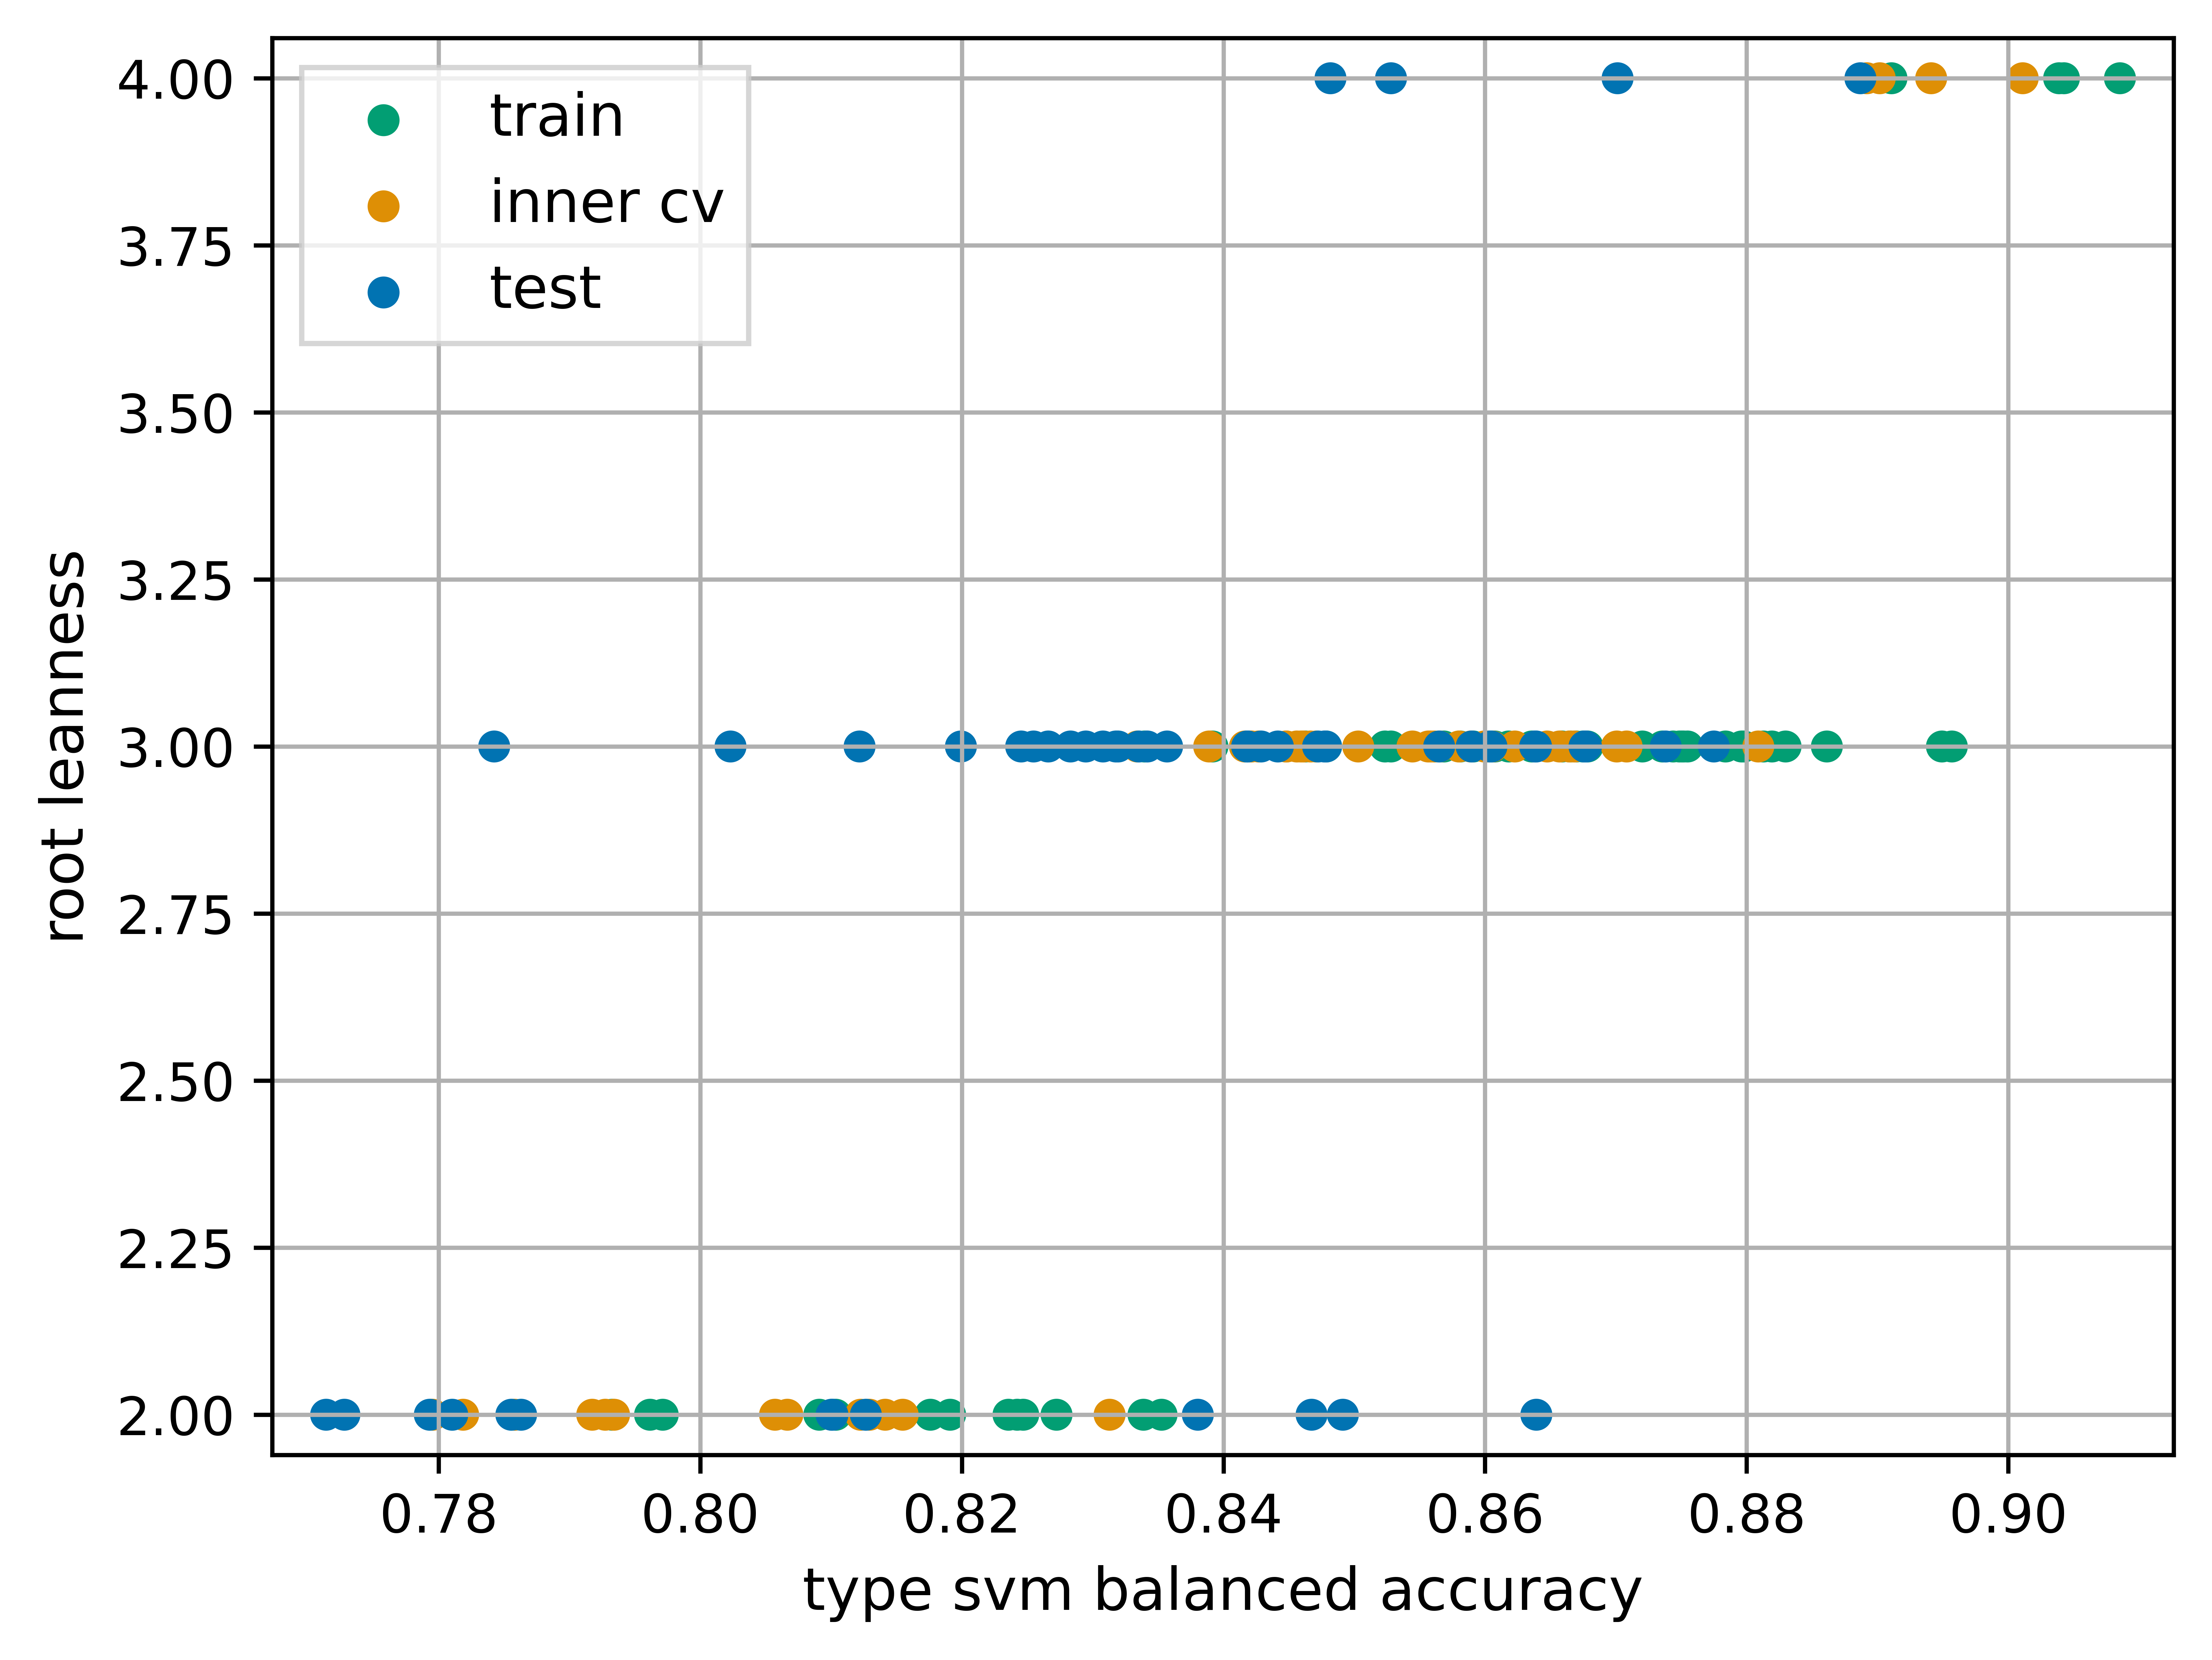 train
inner cv
test
4.00
3.75
3.50
3.25
3.00
2.75
2.50
2.25
2.00
root leanness
0.78 0.80 0.82 0.84 0.86 0.88 0.90
type svm balanced accuracy